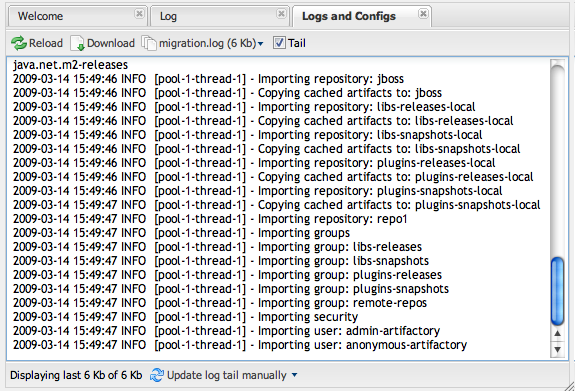 Welcome Log Logs and Configs
Reload Download migration.log (6 Kb) Tail
java.net.m2-releases
2009-03-14 15:49:46 INFO [pool-1-thread-1] - Importing repository: jboss
2009-03-14 15:49:46 INFO [pool-1-thread-1] - Copying cached artifacts to: jboss
2009-03-14 15:49:46 INFO [pool-1-thread-1] - Importing repository: libs-releases-local
2009-03-14 15:49:46 INFO [pool-1-thread-1] - Copying cached artifacts to: libs-releases-local
2009-03-14 15:49:46 INFO [pool-1-thread-1] - Importing repository: libs-snapshots-local
2009-03-14 15:49:46 INFO [pool-1-thread-1] - Copying cached artifacts to: libs-snapshots-local
2009-03-14 15:49:46 INFO [pool-1-thread-1] - Importing repository: plugins-releases-local
2009-03-14 15:49:46 INFO [pool-1-thread-1] - Copying cached artifacts to: plugins-releases-local
2009-03-14 15:49:46 INFO [pool-1-thread-1] - Importing repository: plugins-snapshots-local
2009-03-14 15:49:47 INFO [pool-1-thread-1] - Copying cached artifacts to: plugins-snapshots-local
2009-03-14 15:49:47 INFO [pool-1-thread-1] - Importing repository: repo1
2009-03-14 15:49:47 INFO [pool-1-thread-1] - Importing groups
2009-03-14 15:49:47 INFO [pool-1-thread-1] - Importing group: libs-releases
2009-03-14 15:49:47 INFO [pool-1-thread-1] - Importing group: libs-snapshots
2009-03-14 15:49:47 INFO [pool-1-thread-1] - Importing group: plugins-releases
2009-03-14 15:49:47 INFO [pool-1-thread-1] - Importing group: plugins-snapshots
2009-03-14 15:49:47 INFO [pool-1-thread-1] - Importing group: remote-repos
2009-03-14 15:49:47 INFO [pool-1-thread-1] - Importing security
2009-03-14 15:49:47 INFO [pool-1-thread-1] - Importing user: admin-artifactory
2009-03-14 15:49:47 INFO [pool-1-thread-1] - Importing user: anonymous-artifactory
Displaying last 6 Kb of 6 Kb Update log tail manually